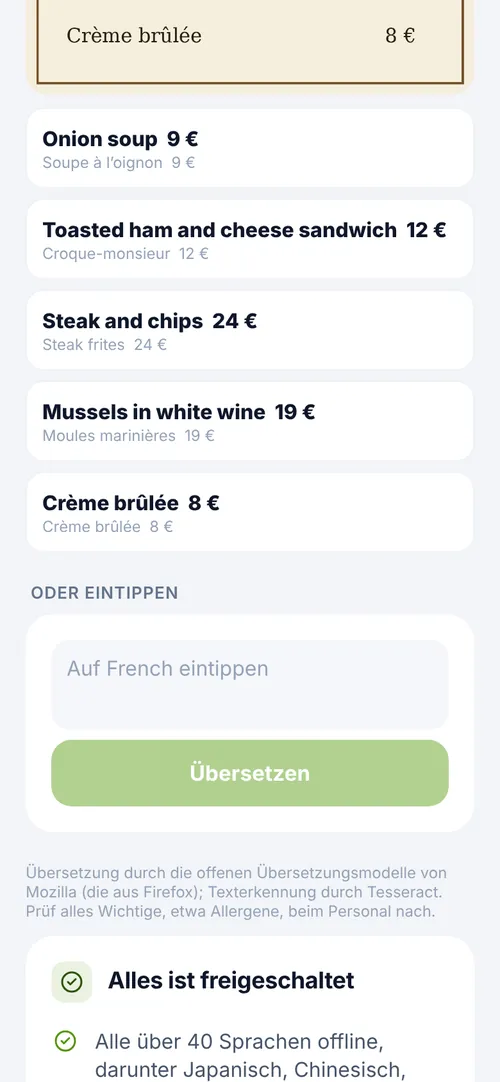 Crème brûlée 8 €
Onion soup 9 €
Soupe à l’oignon 9 €
Toasted ham and cheese sandwich 12 €
Croque-monsieur 12 €
Steak and chips 24 €
Steak frites 24 €
Mussels in white wine 19 €
Moules marinières 19 €
Crème brûlée 8 €
Crème brûlée 8 €
ODER EINTIPPEN
Auf French eintippen
Übersetzen
Übersetzung durch die offenen Übersetzungsmodelle von
Mozilla (die aus Firefox); Texterkennung durch Tesseract.
Prüf alles Wichtige, etwa Allergene, beim Personal nach.
Alles ist freigeschaltet
Alle über 40 Sprachen offline,
darunter Japanisch, Chinesisch,